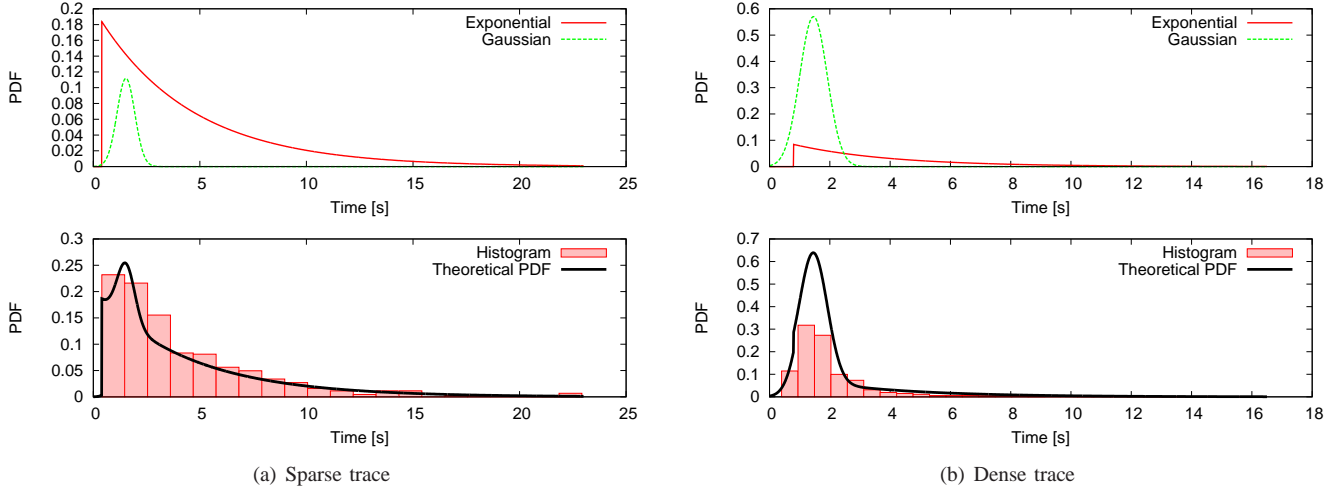 0.2
0.18
0.16
0.14
0.12
0.1
0.08
0.06
0.04
0.02
0
PDF
Exponential
Gaussian
0 5 10 15 20 25
Time [s]
0.3
0.25
0.2
0.15
0.1
0.05
0
PDF
Histogram
Theoretical PDF
0 5 10 15 20 25
Time [s]
(a) Sparse trace
0.6
0.5
0.4
0.3
0.2
0.1
0
PDF
Exponential
Gaussian
0 2 4 6 8 10 12 14 16 18
Time [s]
0.7
0.6
0.5
0.4
0.3
0.2
0.1
0
PDF
Histogram
Theoretical PDF
0 2 4 6 8 10 12 14 16 18
Time [s]
(b) Dense trace